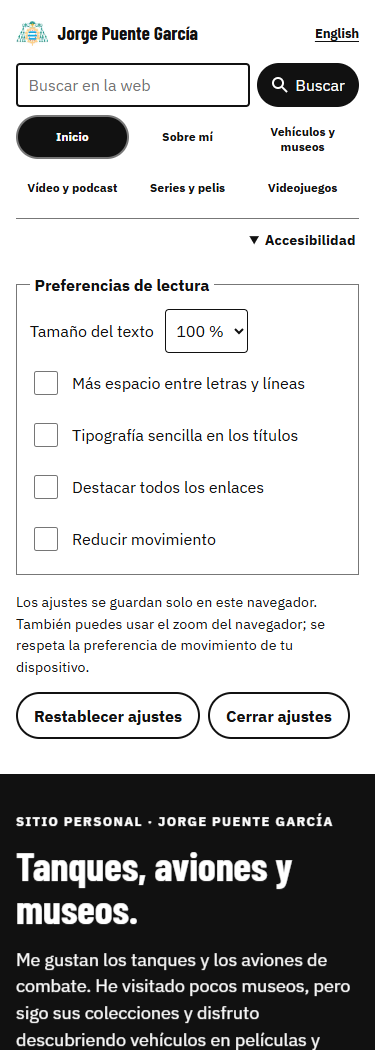 Jorge Puente García
English
Buscar en la web
Buscar
Inicio
Sobre mí
Vehículos y
museos
Vídeo y podcast
Series y pelis
Videojuegos
▼ Accesibilidad
Preferencias de lectura
Tamaño del texto
100 %
Más espacio entre letras y líneas
Tipografía sencilla en los títulos
Destacar todos los enlaces
Reducir movimiento
Los ajustes se guardan solo en este navegador.
También puedes usar el zoom del navegador; se
respeta la preferencia de movimiento de tu
dispositivo.
Restablecer ajustes
Cerrar ajustes
SITIO PERSONAL · JORGE PUENTE GARCÍA
Tanques, aviones y
museos.
Me gustan los tanques y los aviones de
combate. He visitado pocos museos, pero
sigo sus colecciones y disfruto
descubriendo vehículos en películas y